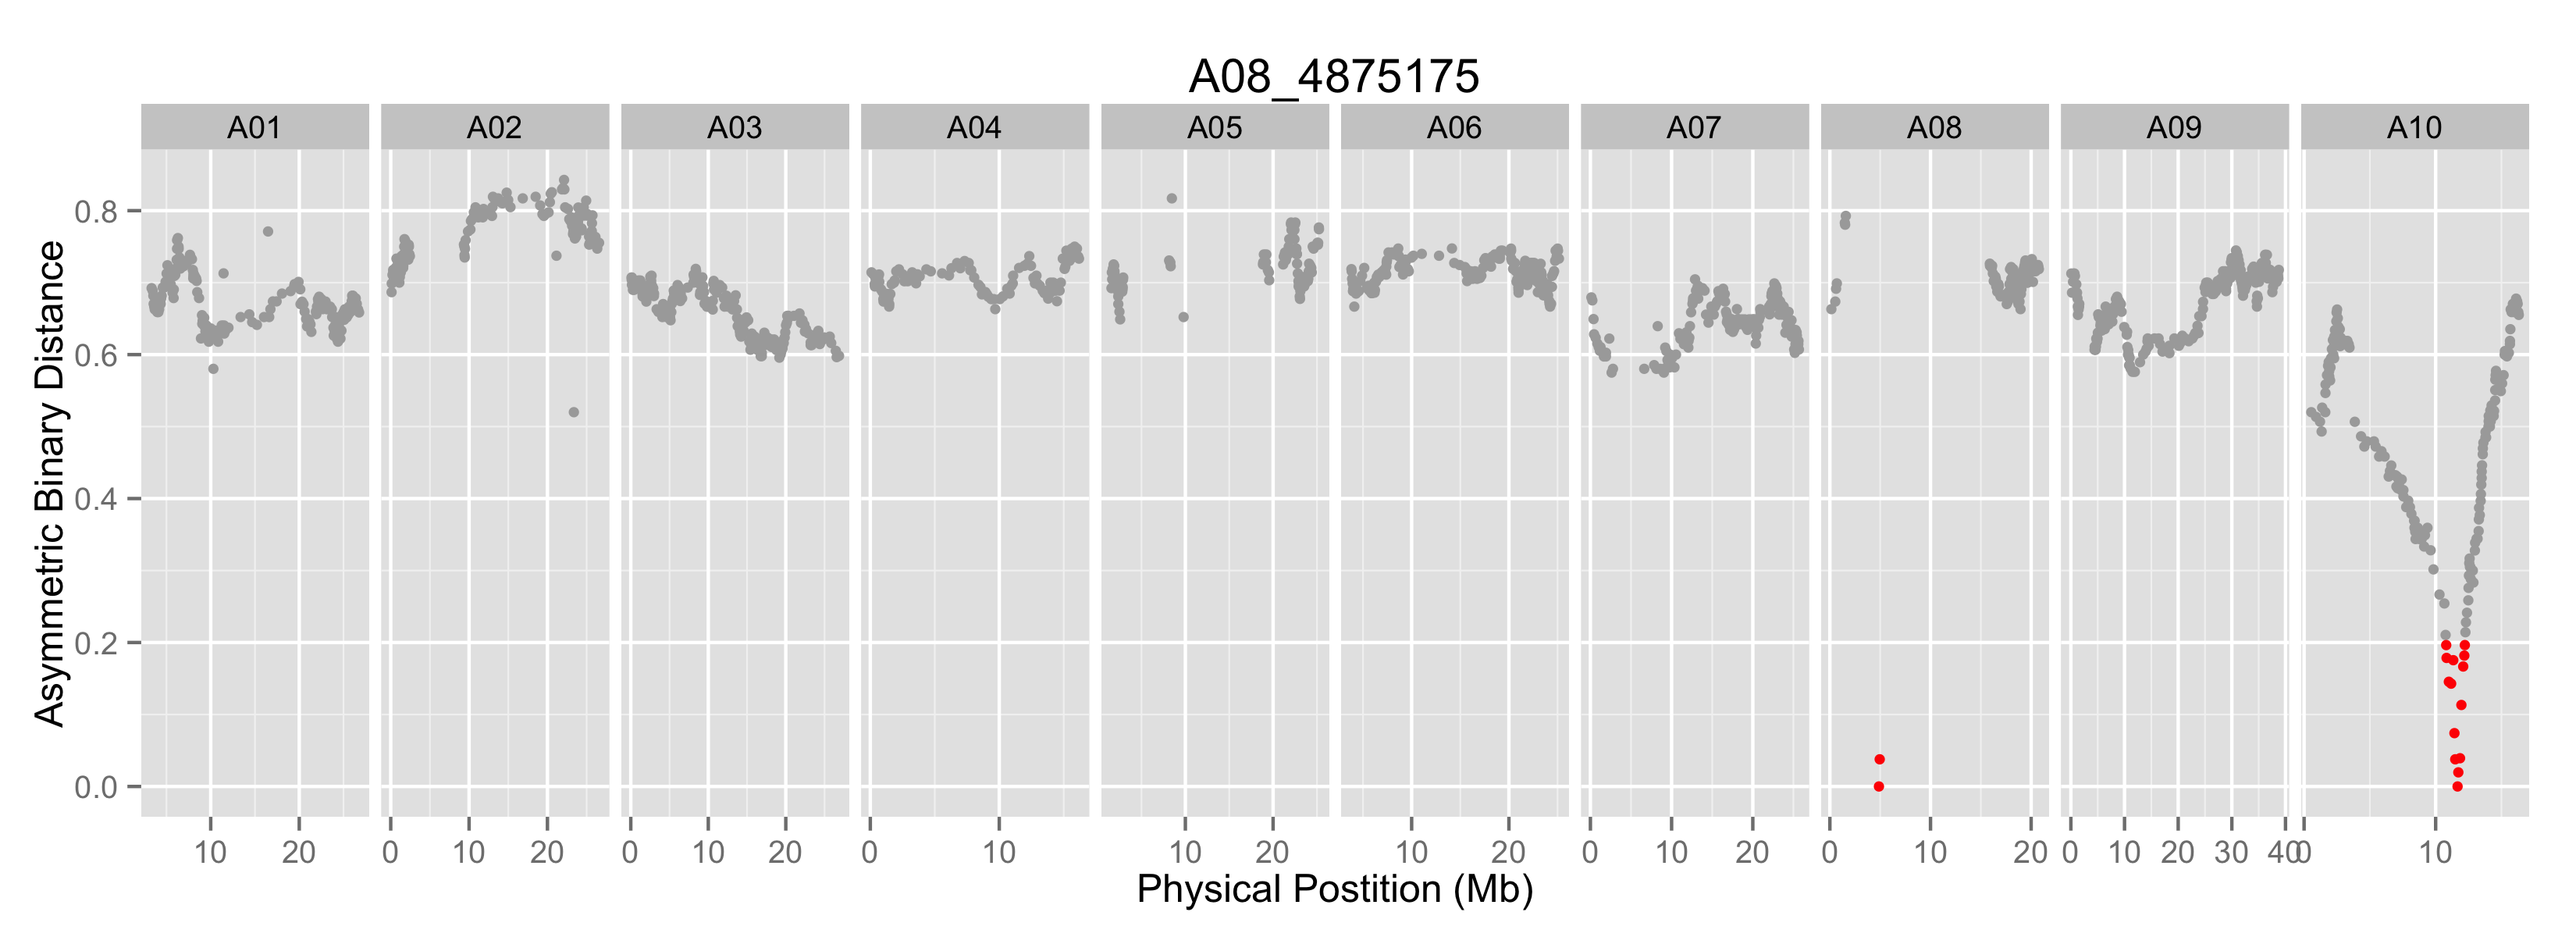 A08_4875175
A01 A02 A03 A04 A05 A06 A07 A08 A09 A10
Asymmetric Binary Distance
0.8
0.6
0.4
0.2
0.0
10 20 0 10 20 0 10 20 0 10 10 20 10 20 0 10 20 0 10 20 0 10 20 30 40 0 10
Physical Postition (Mb)